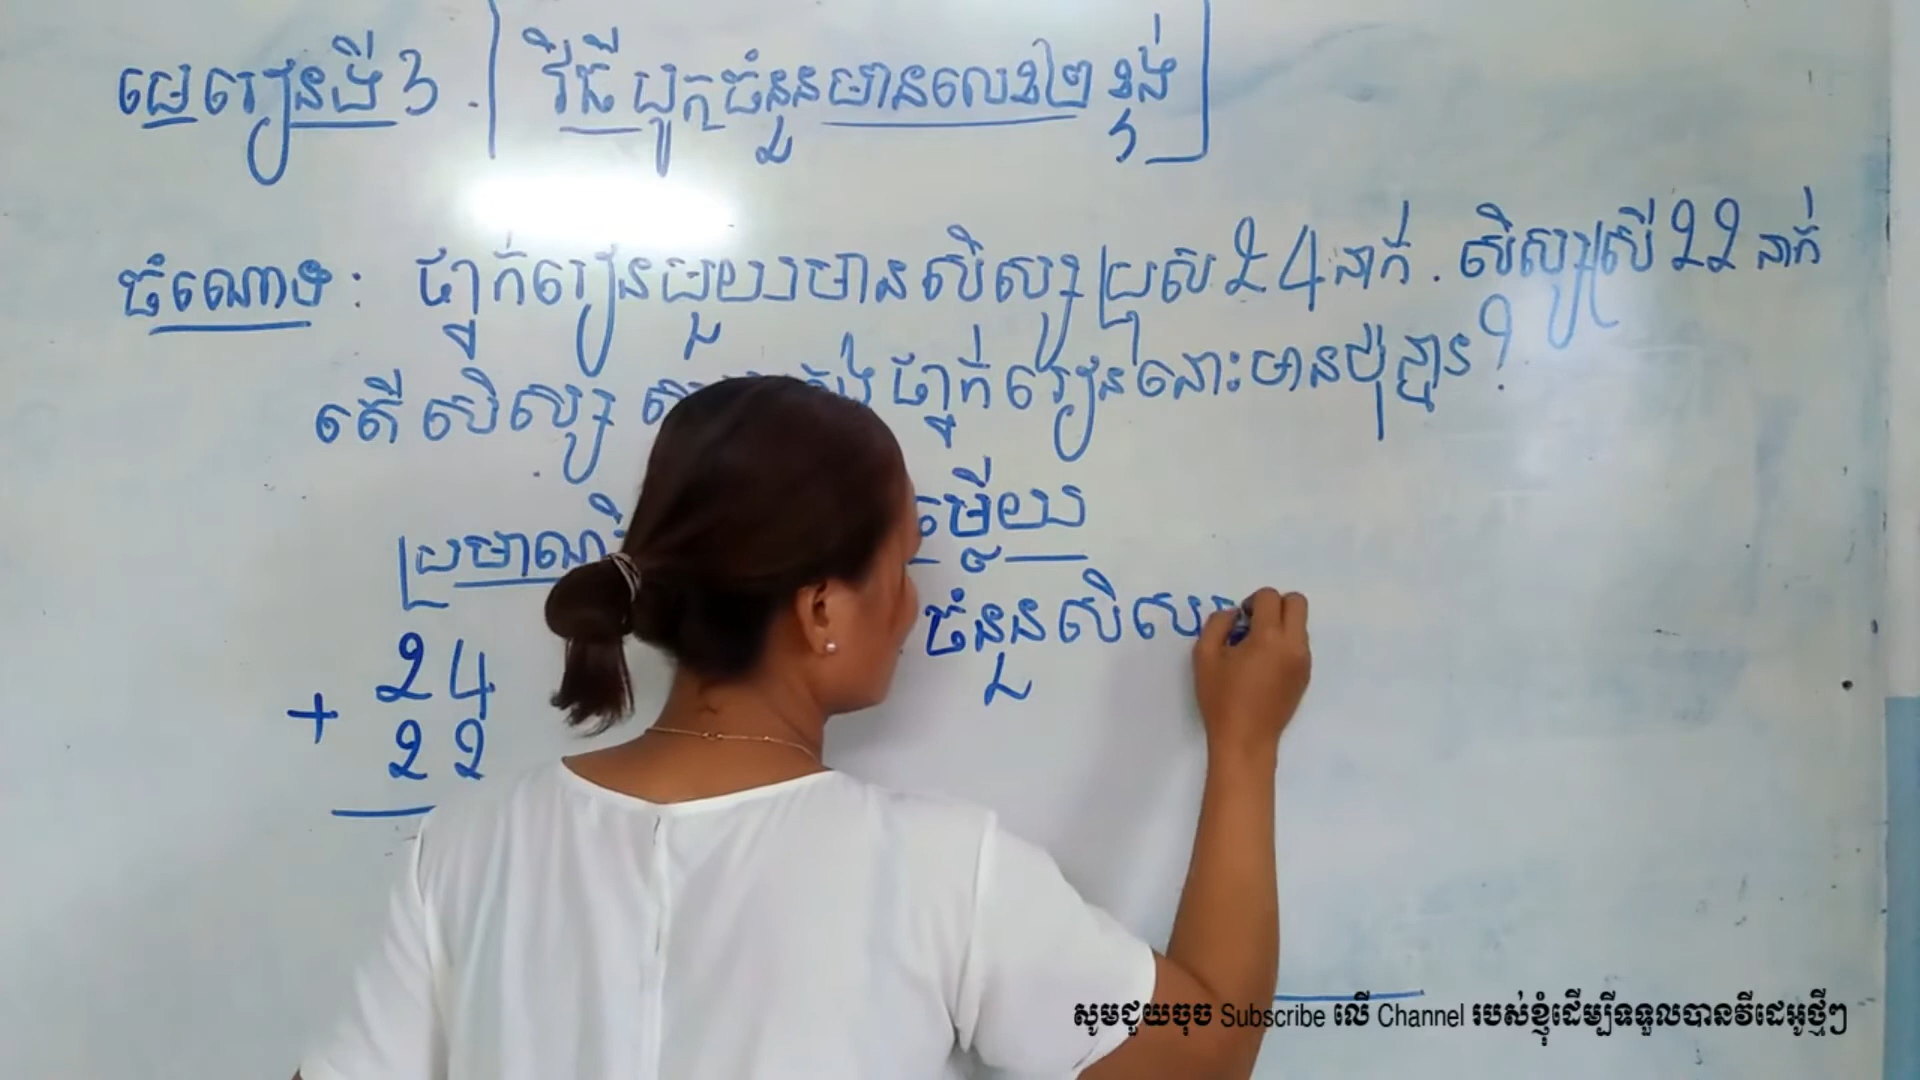 មេរៀនទី 3. វិធីបូកចំនួនមានលេខ២ខ្ទង់
ចំណោទ: ថ្នាក់រៀនមួយមានសិស្សប្រុស 24 នាក់. សិស្សស្រី 22 នាក់
តើសិស្ស ថ្នាក់រៀននោះមានប៉ុន្មាន?
ប្រមាណវិ ម្លើយ
24 ចំនួនសិស
+
22
សូមជួយចុច Subscribe លើ Channel របស់ខ្ញុំដើម្បីទទួលបានវីដេអូថ្មីៗ